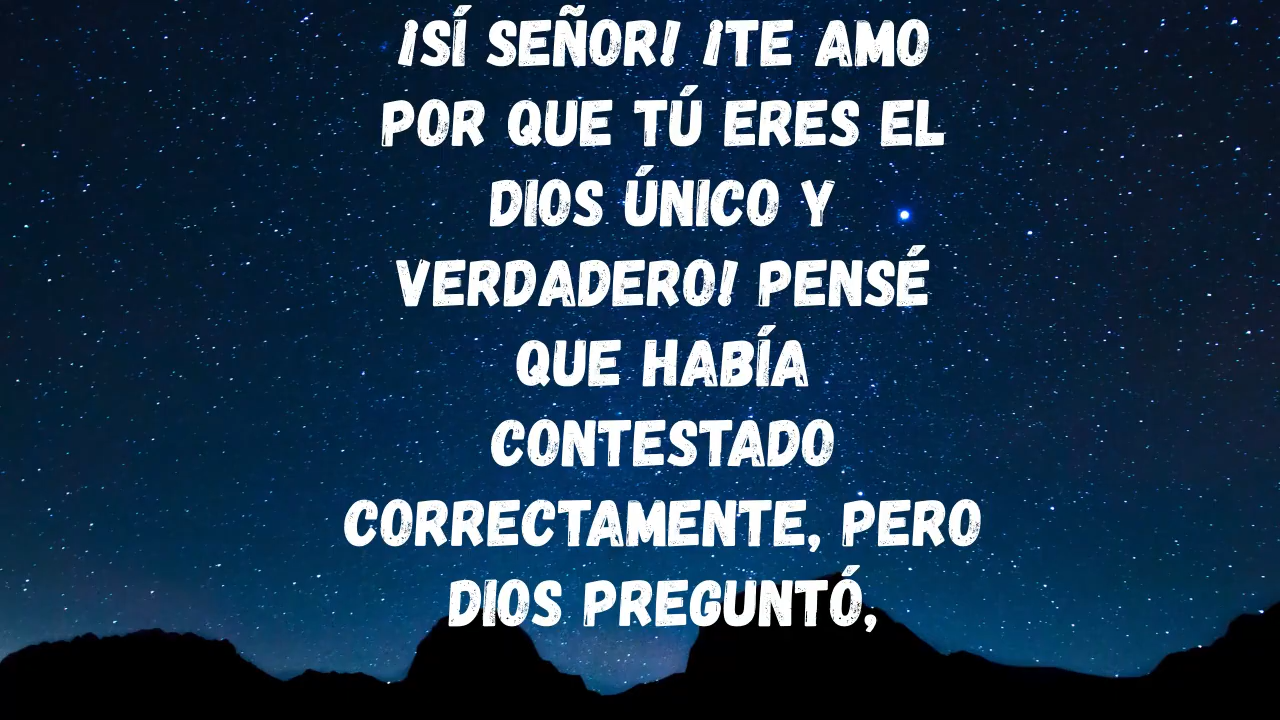 ¡SÍ SEÑOR! ¡TE AMO
POR QUE TÚ ERES EL
DIOS ÚNICO Y
VERDADERO! PENSÉ
QUE HABÍA
CONTESTADO
CORRECTAMENTE, PERO
DIOS PREGUNTÓ,